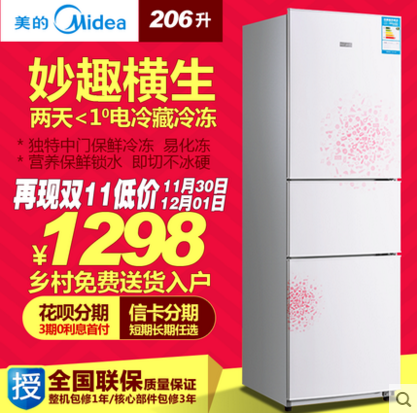 美的 Midea 206升
妙趣横生
两天<1⁰电冷藏冷冻
* 独特中门保鲜冷冻 易化冻
* 营养保鲜锁水 即切不冰硬
再现双11低价 11月30日
12月01日
¥1298
乡村免费送货入户
花呗分期 信卡分期
3期0利息首付 短期长期任选
授 全国联保 质量保证
整机包修1年/核心部件包修3年